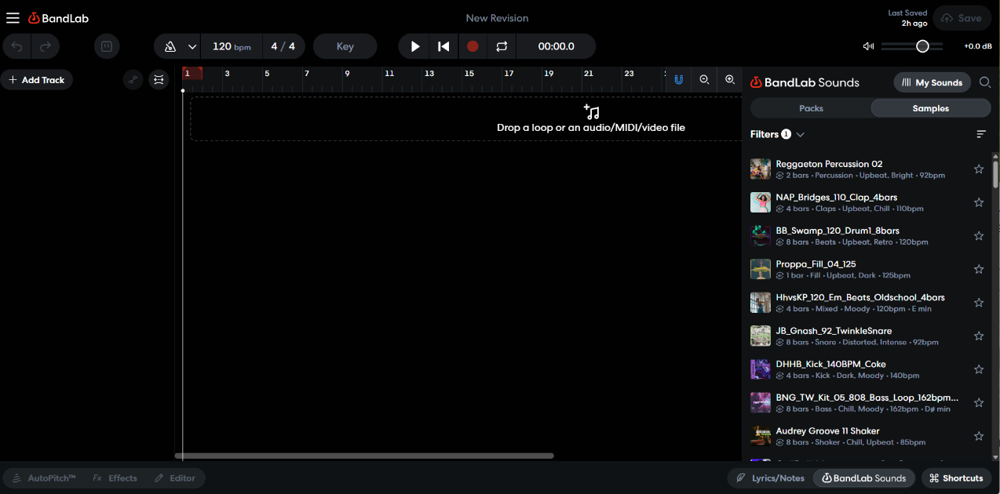 BandLab
New Revision
Last Saved
2h ago
Save
120 bpm
4 / 4
Key
00:00.0
+0.0 dB
+ Add Track
1 3 5 7 9 11 13 15 17 19 21 23
BandLab Sounds
My Sounds
Packs
Samples
Filters 1
Drop a loop or an audio/MIDI/video file
Reggaeton Percussion 02
2 bars • Percussion • Upbeat, Bright • 92bpm
NAP_Bridges_110_Clap_4bars
4 bars • Claps • Upbeat, Chill • 110bpm
BB_Swamp_120_Drum1_8bars
8 bars • Beats • Upbeat, Retro • 120bpm
Proppa_Fill_04_125
1 bar • Fill • Upbeat, Dark • 125bpm
HhvsKP_120_Em_Beats_Oldschool_4bars
4 bars • Mixed • Moody • 120bpm • E min
JB_Gnash_92_TwinkleSnare
8 bars • Snare • Distorted, Intense • 92bpm
DHHB_Kick_140BPM_Coke
4 bars • Kick • Dark, Moody • 140bpm
BNG_TW_Kit_05_808_Bass_Loop_162bpm...
8 bars • Bass • Chill, Moody • 162bpm • D# min
Audrey Groove 11 Shaker
8 bars • Shaker • Chill, Upbeat • 85bpm
AutoPitch™
Fx Effects
Editor
Lyrics/Notes
BandLab Sounds
⌘ Shortcuts